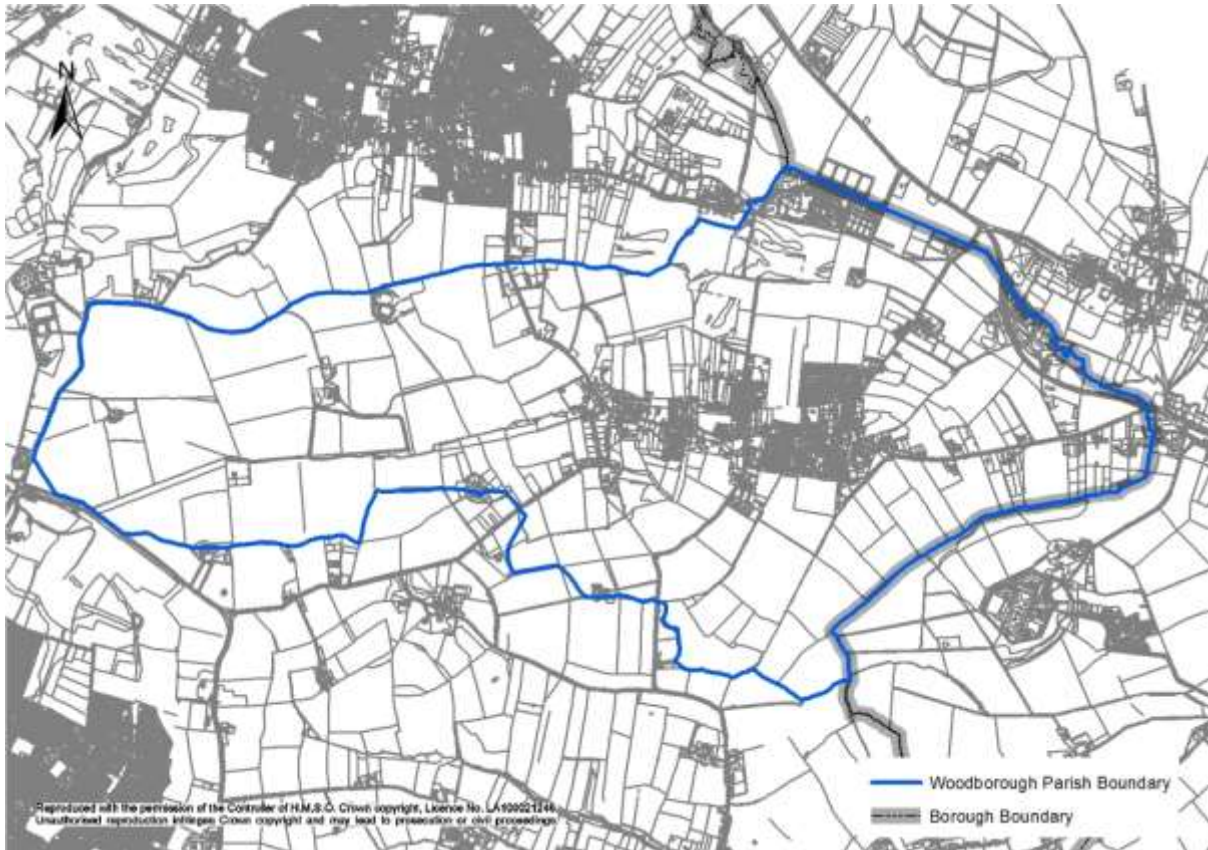 N
Woodborough Parish Boundary
Borough Boundary
Reproduced with the permission of the Controller of H.M.S.O. Crown copyright, Licence No. LA100021248
Unauthorised reproduction infringes Crown copyright and may lead to prosecution or civil proceedings